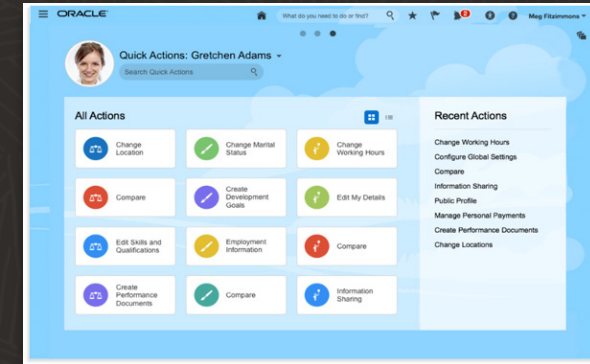 ORACLE
What do you need to do or find?
2
Meg Fitzimmons
Quick Actions: Gretchen Adams
Search Quick Actions
All Actions
Change
Location
Change Marital
Status
Change
Working Hours
Compare
Create
Development
Goals
Edit My Details
Edit Skills and
Qualifications
Employment
Information
Compare
Create
Performance
Documents
Compare
Information
Sharing
Recent Actions
Change Working Hours
Configure Global Settings
Compare
Information Sharing
Public Profile
Manage Personal Payments
Create Performance Documents
Change Locations